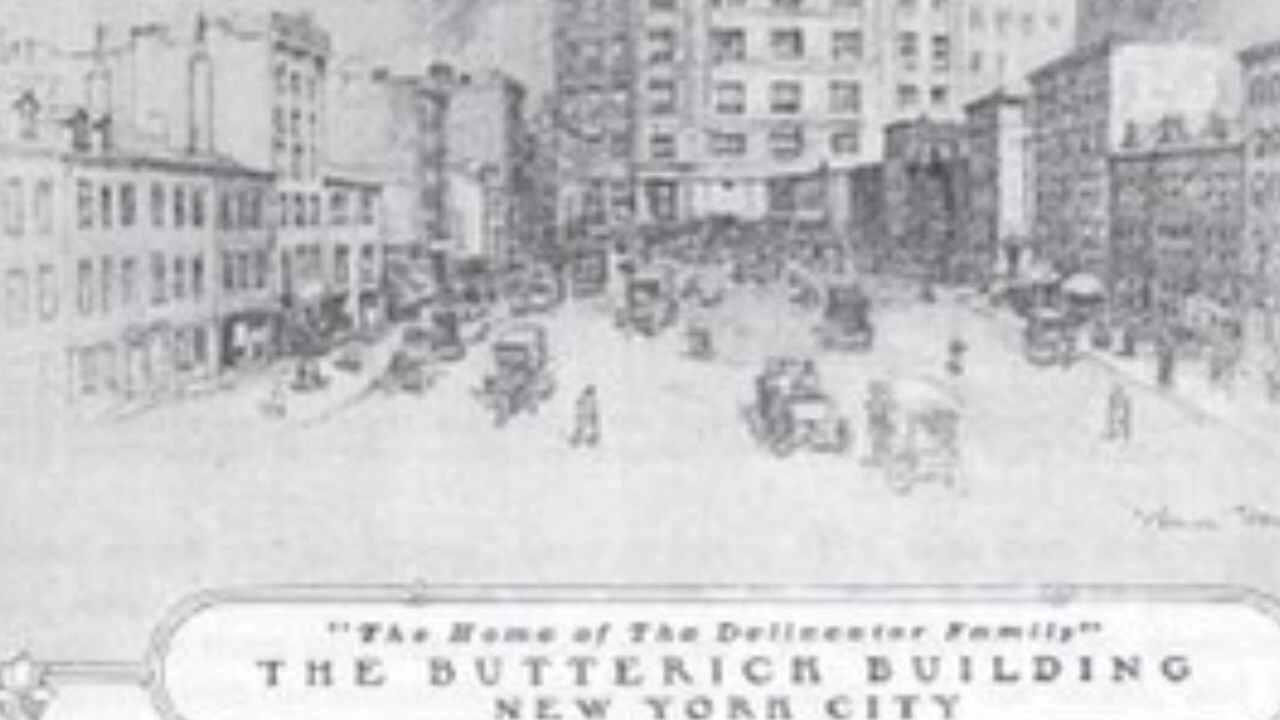 "The Home of The Delineator Family"
THE BUTTERICK BUILDING
NEW YORK CITY